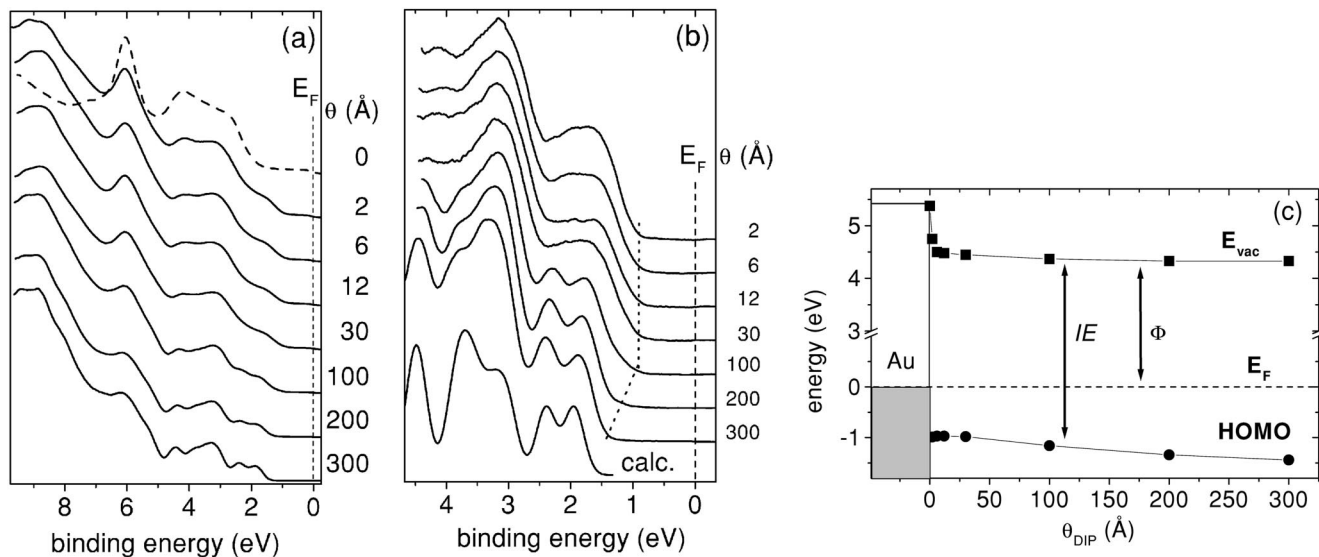 (a)
E_F θ (Å)
0
2
6
12
30
100
200
300
8 6 4 2 0
binding energy (eV)
(b)
E_F θ (Å)
2
6
12
30
100
200
300
calc.
4 3 2 1 0
binding energy (eV)
(c)
5
4
3
0
-1
energy (eV)
E_vac
IE
Φ
Au
E_F
HOMO
0 50 100 150 200 250 300
θ_DIP (Å)